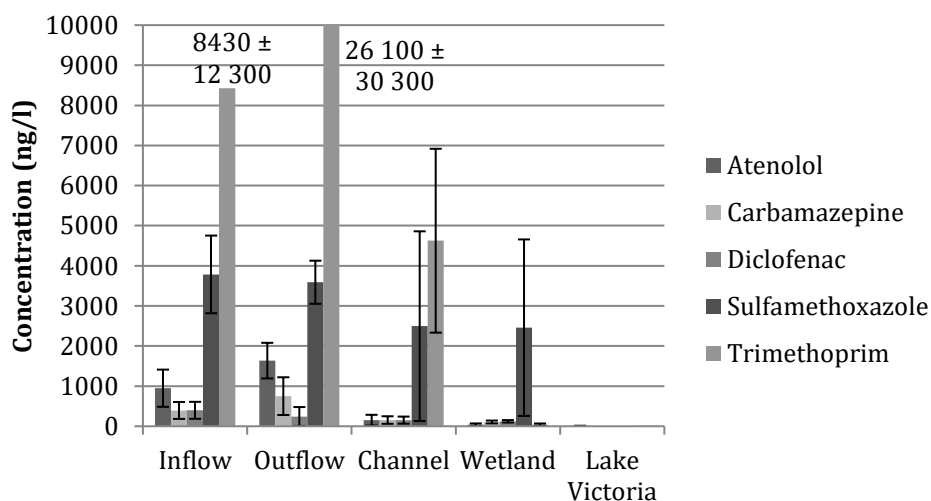 10000
9000
8000
7000
6000
5000
4000
3000
2000
1000
0
Concentration (ng/l)
8430 ±
12 300
26 100 ±
30 300
Inflow
Outflow
Channel
Wetland
Lake
Victoria
Atenolol
Carbamazepine
Diclofenac
Sulfamethoxazole
Trimethoprim